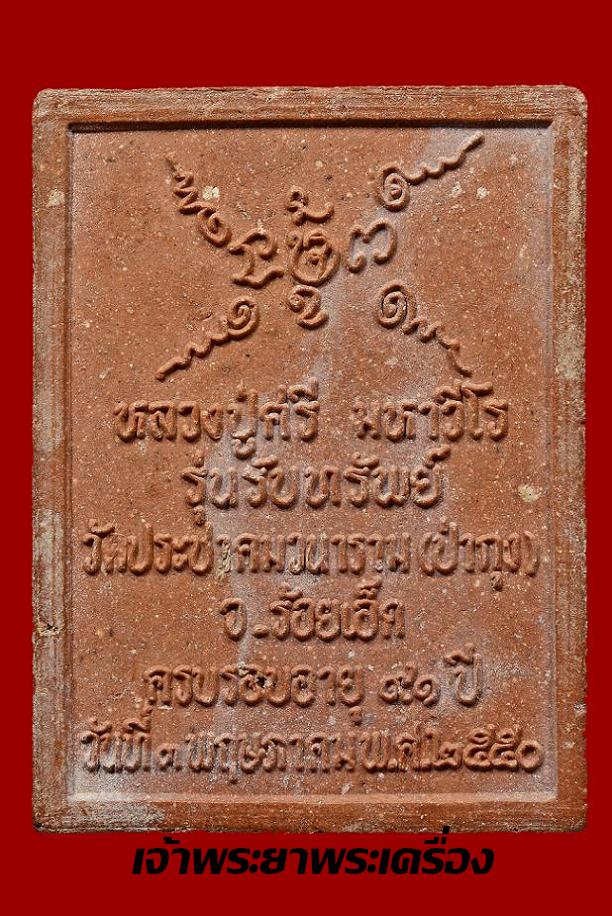 หลวงปู่ศรี มหาวีโร
รุ่นรับทรัพย์
วัดประชาคมวนาราม (ป่ากุง)
จ.ร้อยเอ็ด
ครบรอบอายุ ๙๑ ปี
วันที่ ๓ พฤษภาคม พ.ศ.๒๕๕๐
เจ้าพระยาพระเครื่อง